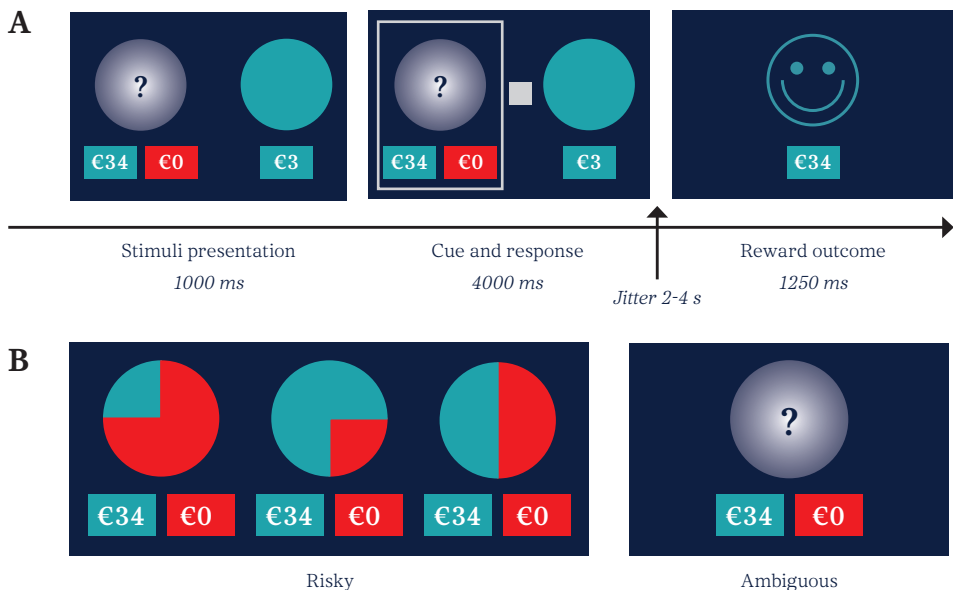 A
?
€34 €0 €3
?
€34 €0 €3
€34
Stimuli presentation
1000 ms
Cue and response
4000 ms
Jitter 2-4 s
Reward outcome
1250 ms
B
€34 €0 €34 €0 €34 €0
Risky
?
€34 €0
Ambiguous